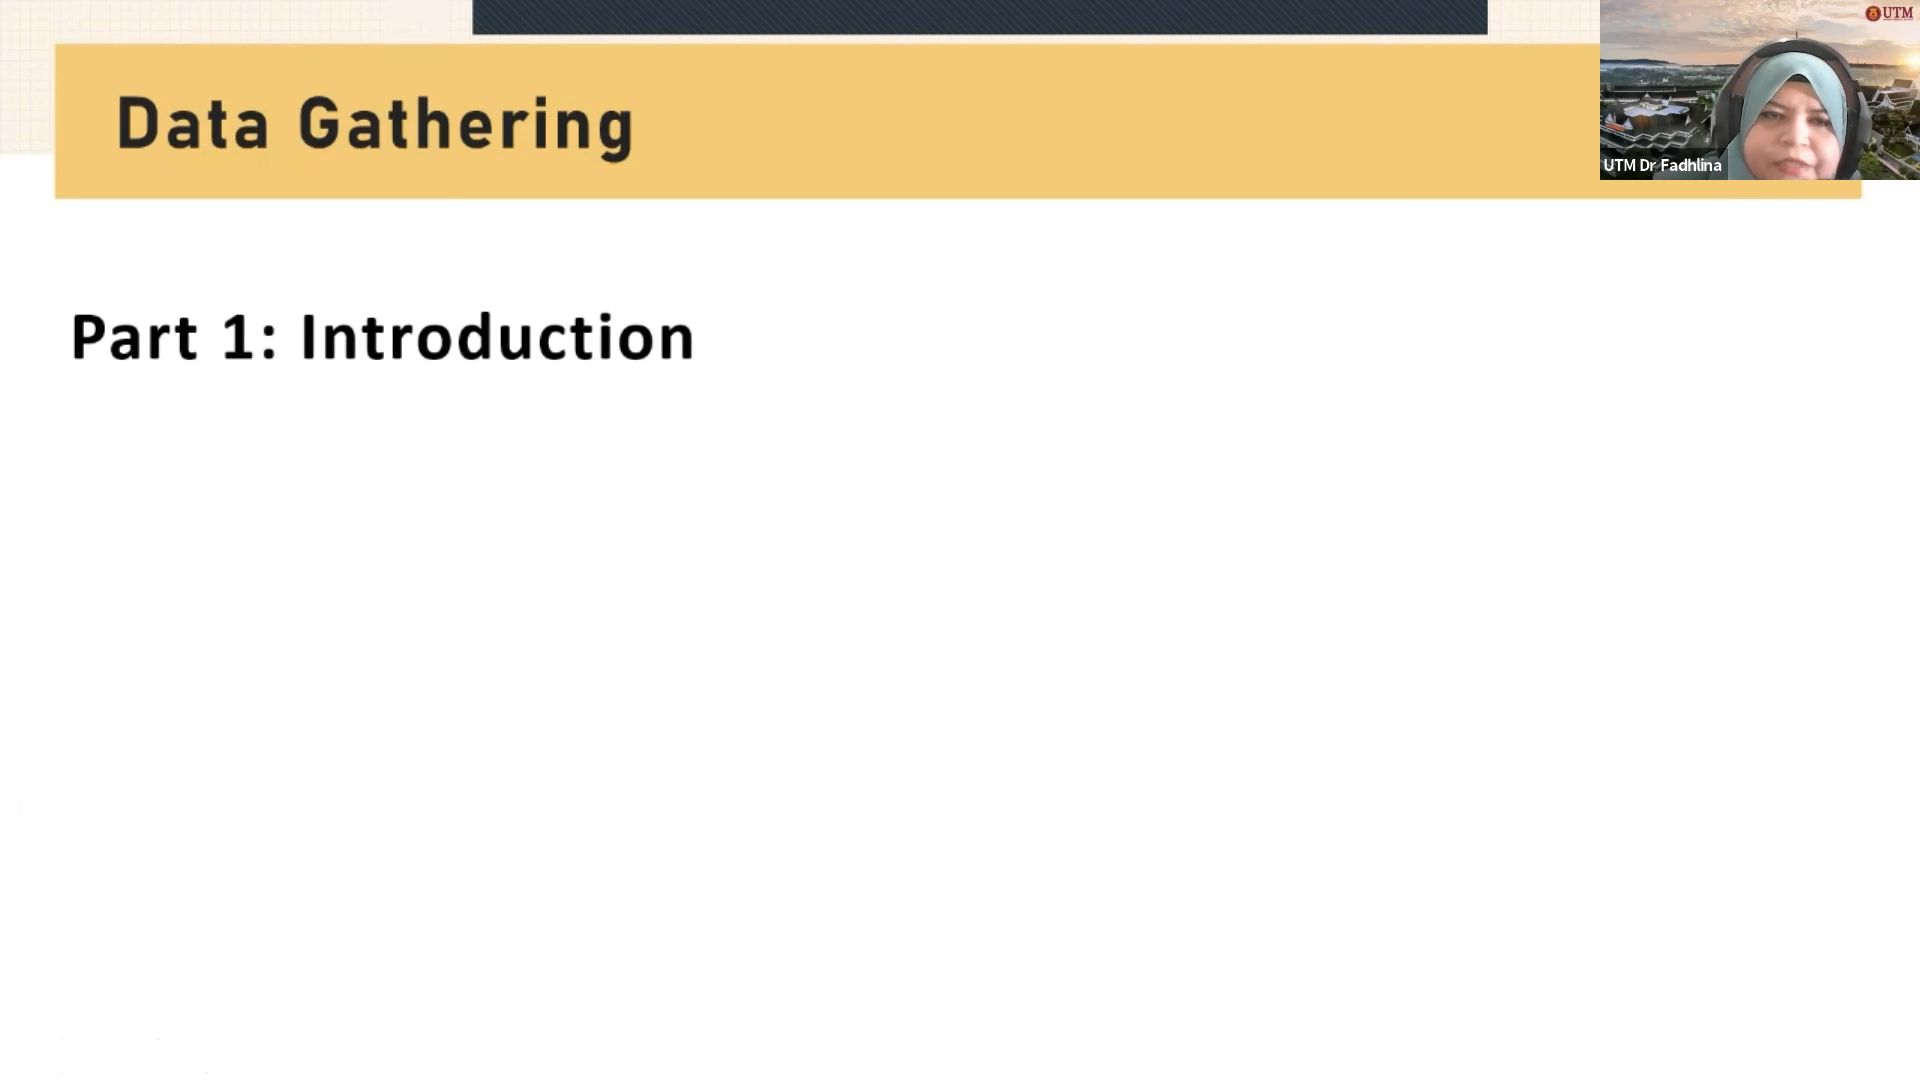 Data Gathering
UTM
UTM Dr Fadhlina
Part 1: Introduction